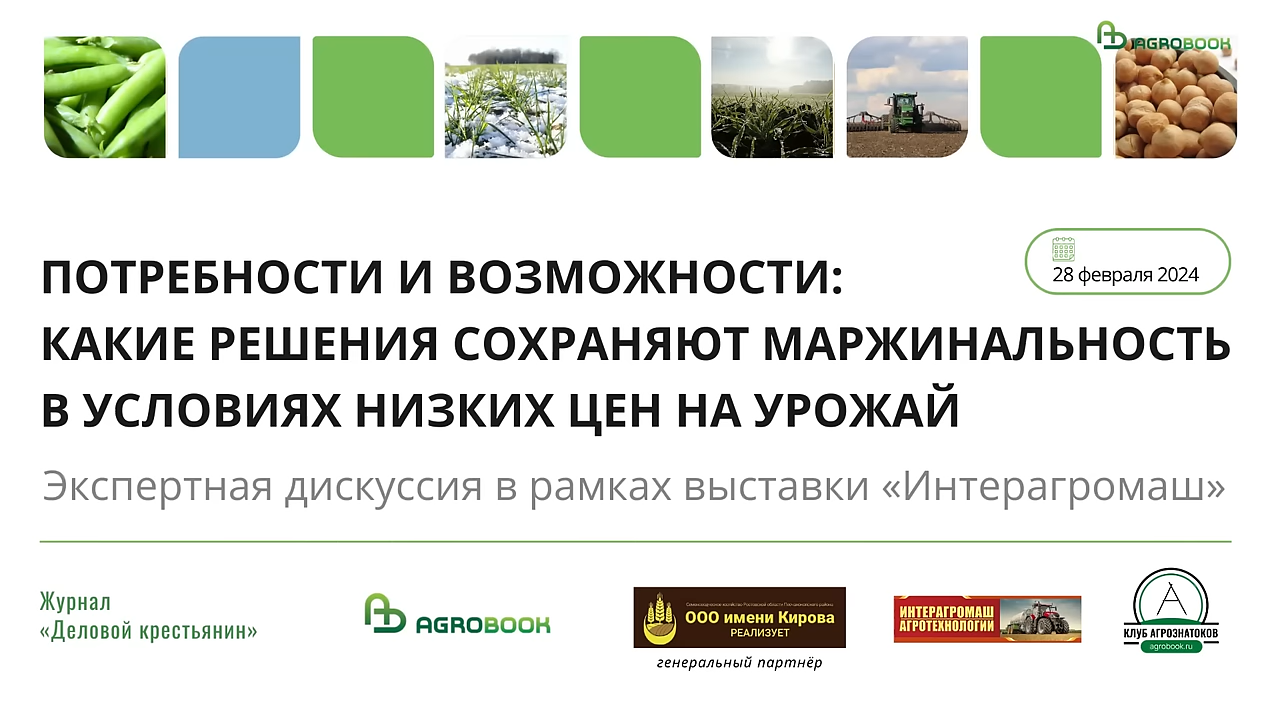 AGROBOOK
28 февраля 2024
ПОТРЕБНОСТИ И ВОЗМОЖНОСТИ:
КАКИЕ РЕШЕНИЯ СОХРАНЯЮТ МАРЖИНАЛЬНОСТЬ
В УСЛОВИЯХ НИЗКИХ ЦЕН НА УРОЖАЙ
Экспертная дискуссия в рамках выставки «Интерагромаш»
Журнал
«Деловой крестьянин»
AGROBOOK
ООО имени Кирова
РЕАЛИЗУЕТ
генеральный партнёр
ИНТЕРАГРОМАШ
АГРОТЕХНОЛОГИИ
КЛУБ АГРОЗНАТОКОВ
agrobook.ru